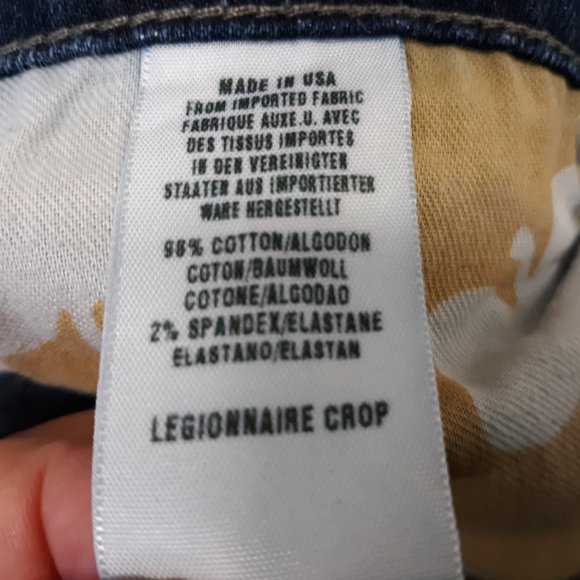 MADE IN USA
FROM IMPORTED FABRIC
FABRIQUE AUXE.U. AVEC
DES TISSUS IMPORTES
IN DEN VEREINIGTEN
STAATEN AUS IMPORTIERTER
WARE HERGESTELLT
98% COTTON/ALGODON
COTON/BAUMWOLL
COTONE/ALGODAO
2% SPANDEX/ELASTANE
ELASTANO/ELASTAN
LEGIONNAIRE CROP